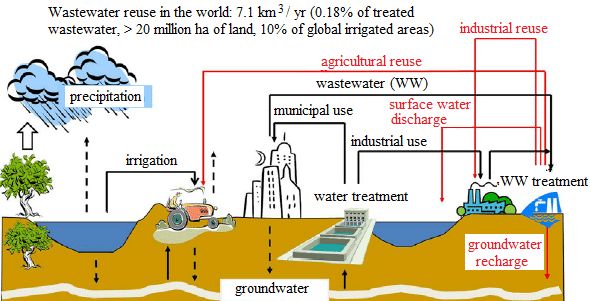 Wastewater reuse in the world: 7.1 km³ / yr (0.18% of treated
wastewater, > 20 million ha of land, 10% of global irrigated areas)
industrial reuse
agricultural reuse
wastewater (WW)
precipitation
municipal use
surface water
discharge
industrial use
irrigation
water treatment
WW treatment
groundwater
recharge
groundwater